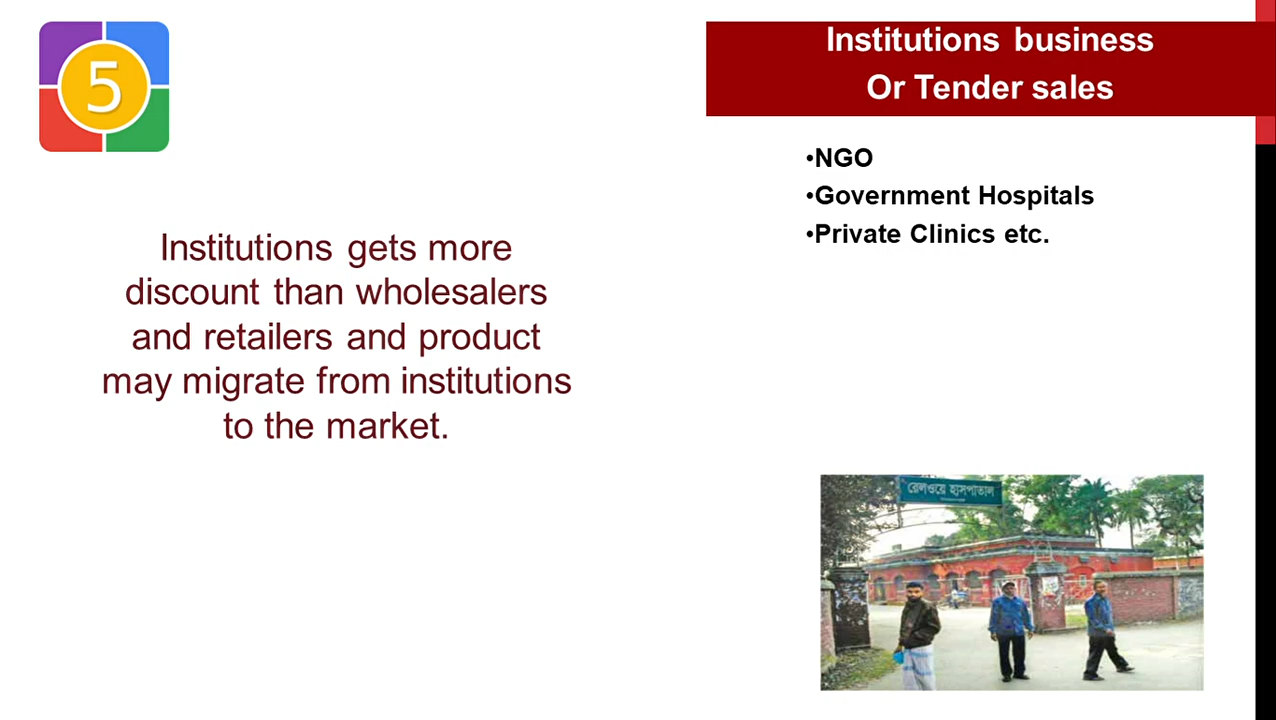 5
Institutions business
Or Tender sales
•NGO
•Government Hospitals
•Private Clinics etc.
Institutions gets more
discount than wholesalers
and retailers and product
may migrate from institutions
to the market.
রেলওয়ে হাসপাতাল